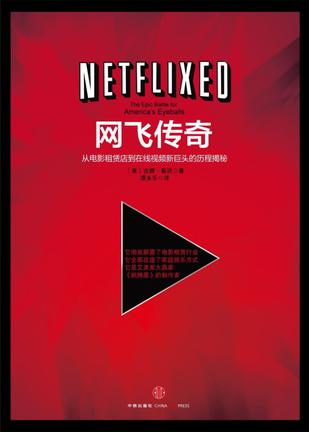 NETFLIXED
The Epic Battle for
America's Eyeballs
网飞传奇
从电影租赁店到在线视频新巨头的历程揭秘
[美] 吉娜·基廷 著
谭永乐 译
它彻底颠覆了电影租赁行业
它全面改造了家庭娱乐方式
它是艾美奖大赢家
《纸牌屋》的制作者
中信出版社 CHINA PRESS